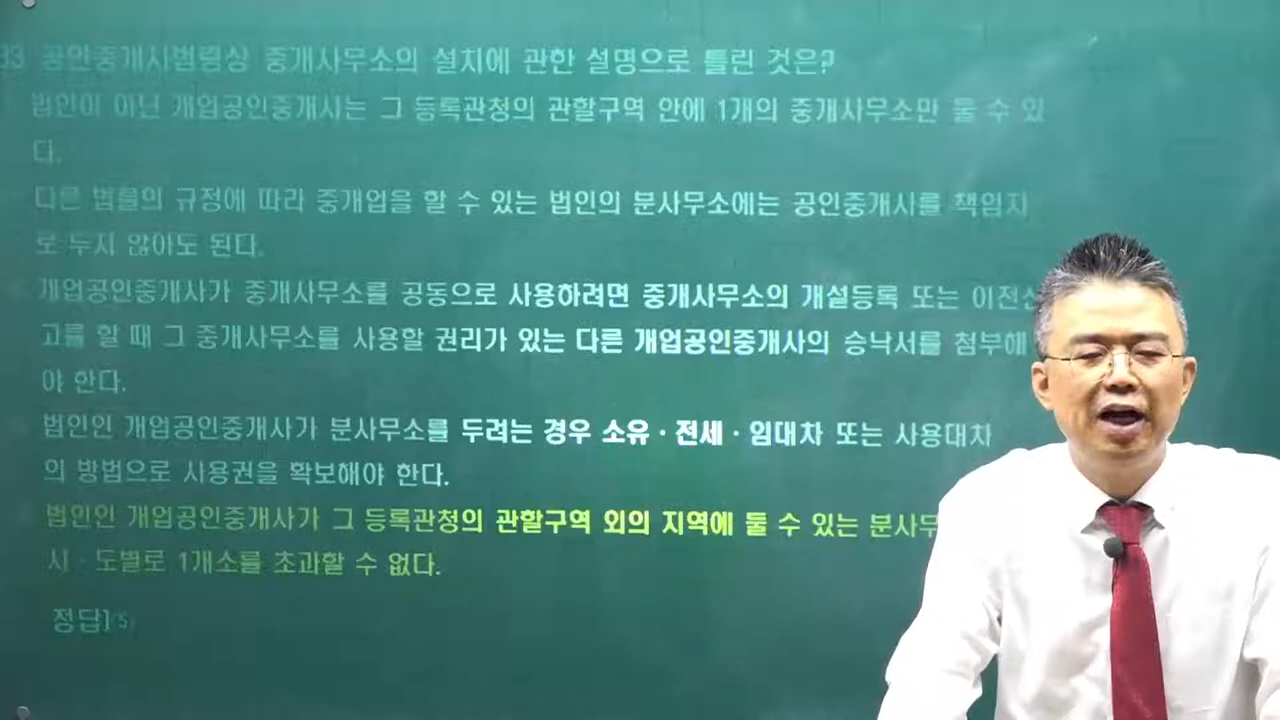 33 공인중개사법령상 중개사무소의 설치에 관한 설명으로 틀린 것은?
법인이 아닌 개업공인중개사는 그 등록관청의 관할구역 안에 1개의 중개사무소만 둘 수 있
다.
다른 법률의 규정에 따라 중개업을 할 수 있는 법인의 분사무소에는 공인중개사를 책임자
로 두지 않아도 된다.
개업공인중개사가 중개사무소를 공동으로 사용하려면 중개사무소의 개설등록 또는 이전신
고를 할 때 그 중개사무소를 사용할 권리가 있는 다른 개업공인중개사의 승낙서를 첨부해
야 한다.
법인인 개업공인중개사가 분사무소를 두려는 경우 소유·전세·임대차 또는 사용대차
의 방법으로 사용권을 확보해야 한다.
법인인 개업공인중개사가 그 등록관청의 관할구역 외의 지역에 둘 수 있는 분사무
시·도별로 1개소를 초과할 수 없다.
정답]⑤